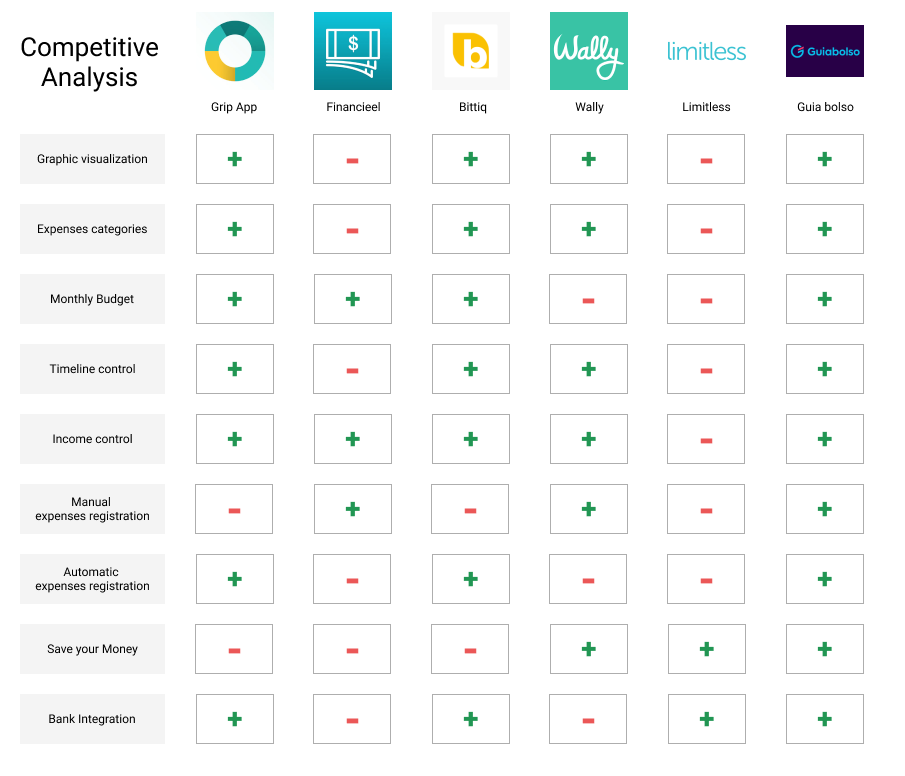 Competitive
Analysis
$
b
Wally
limitless
Guiabolso
Grip App
Financieel
Bittiq
Wally
Limitless
Guia bolso
Graphic visualization
+ - + + - +
Expenses categories
+ - + + - +
Monthly Budget
+ + + - - +
Timeline control
+ - + + - +
Income control
+ + + + - +
Manual
expenses registration
- + - + - +
Automatic
expenses registration
+ - + - - +
Save your Money
- - - + + +
Bank Integration
+ - + - + +